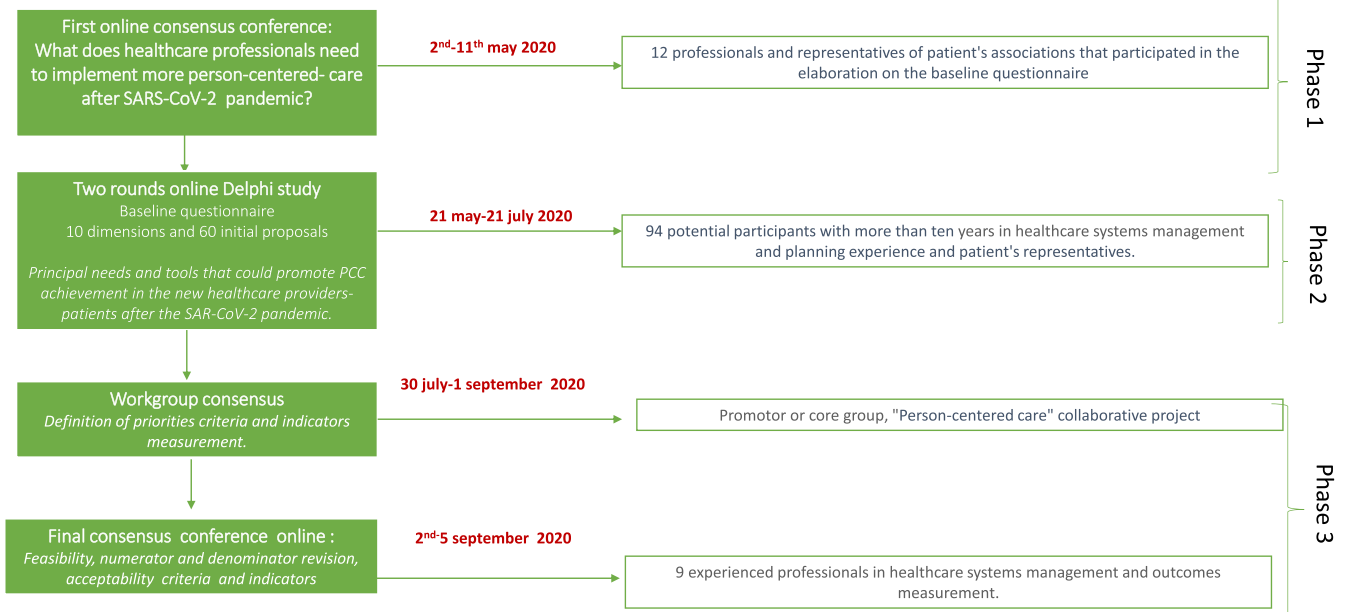 First online consensus conference:
What does healthcare professionals need
to implement more person-centered- care
after SARS-CoV-2 pandemic?
2nd-11th may 2020
12 professionals and representatives of patient's associations that participated in the
elaboration on the baseline questionnaire
Phase 1
Two rounds online Delphi study
Baseline questionnaire
10 dimensions and 60 initial proposals
Principal needs and tools that could promote PCC
achievement in the new healthcare providers-
patients after the SAR-CoV-2 pandemic.
21 may-21 july 2020
94 potential participants with more than ten years in healthcare systems management
and planning experience and patient's representatives.
Phase 2
Workgroup consensus
Definition of priorities criteria and indicators
measurement.
30 july-1 september 2020
Promotor or core group, "Person-centered care" collaborative project
Final consensus conference online :
Feasibility, numerator and denominator revision,
acceptability criteria and indicators
2nd-5 september 2020
9 experienced professionals in healthcare systems management and outcomes
measurement.
Phase 3